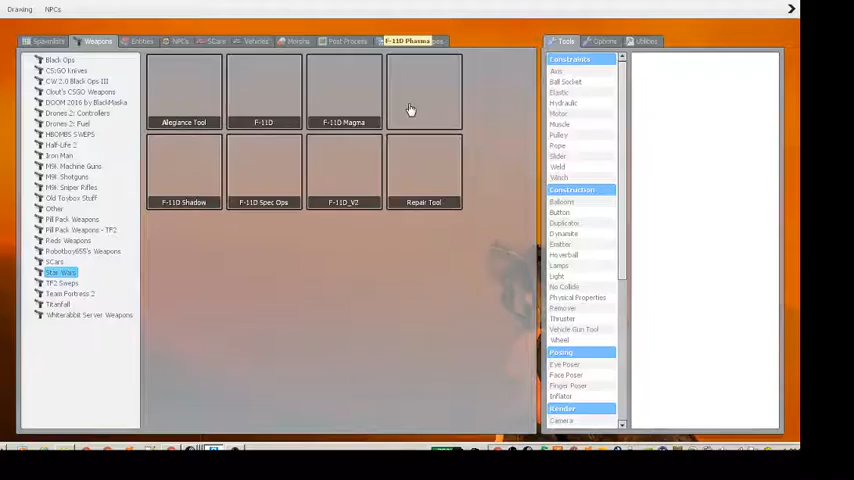 Drawing NPCs
Spawnlists Weapons Entities NPCs SCars Vehicles Morphs Post Process F-11D Phasma
Tools Options Utilities
Black Ops
CS:GO Knives
CW 2.0 Black Ops III
Clout's CSGO Weapons
DOOM 2016 by BlackMaska
Drones 2: Controllers
Drones 2: Fuel
HBOMBS SWEPS
Half-Life 2
Iron Man
M9K Machine Guns
M9K Shotguns
M9K Sniper Rifles
Old Toybox Stuff
Other
Pill Pack Weapons
Pill Pack Weapons - TF2
Reds Weapons
Robotboy655's Weapons
SCars
Star Wars
TF2 Sweps
Team Fortress 2
Titanfall
Whiterabbit Server Weapons
Allegiance Tool F-11D F-11D Magma
F-11D Shadow F-11D Spec Ops F-11D_V2 Repair Tool
Constraints
Axis
Ball Socket
Elastic
Hydraulic
Motor
Muscle
Pulley
Rope
Slider
Weld
Winch
Construction
Balloons
Button
Duplicator
Dynamite
Emitter
Hoverball
Lamps
Light
No Collide
Physical Properties
Remover
Thruster
Vehicle Gun Tool
Wheel
Posing
Eye Poser
Face Poser
Finger Poser
Inflator
Render
Camera